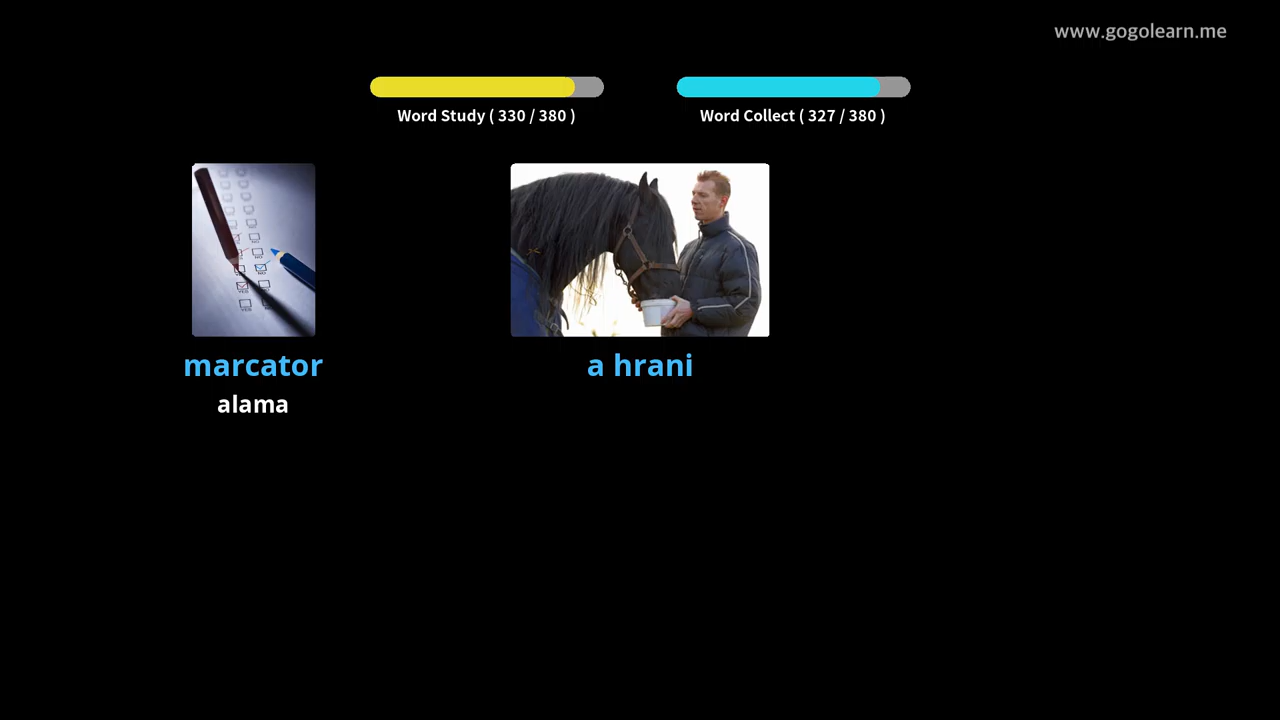 www.gogolearn.me
Word Study ( 330 / 380 )
Word Collect ( 327 / 380 )
marcator
alama
a hrani